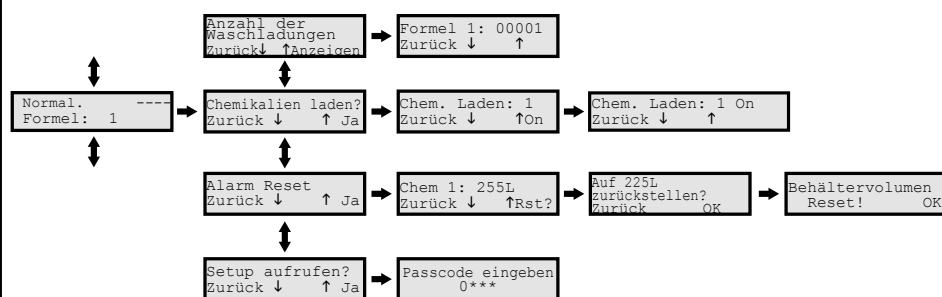 Anzahl der
Waschladungen
Zurück↓ ↑Anzeigen
Formel 1: 00001
Zurück ↓ ↑
Normal. ----
Formel: 1
Chemikalien laden?
Zurück ↓ ↑ Ja
Chem. Laden: 1
Zurück ↓ ↑On
Chem. Laden: 1 On
Zurück ↓ ↑
Alarm Reset
Zurück ↓ ↑ Ja
Chem 1: 255L
Zurück ↓ ↑Rst?
Auf 225L
zurückstellen?
Zurück OK
Behältervolumen
Reset! OK
Setup aufrufen?
Zurück ↓ ↑ Ja
Passcode eingeben
0***